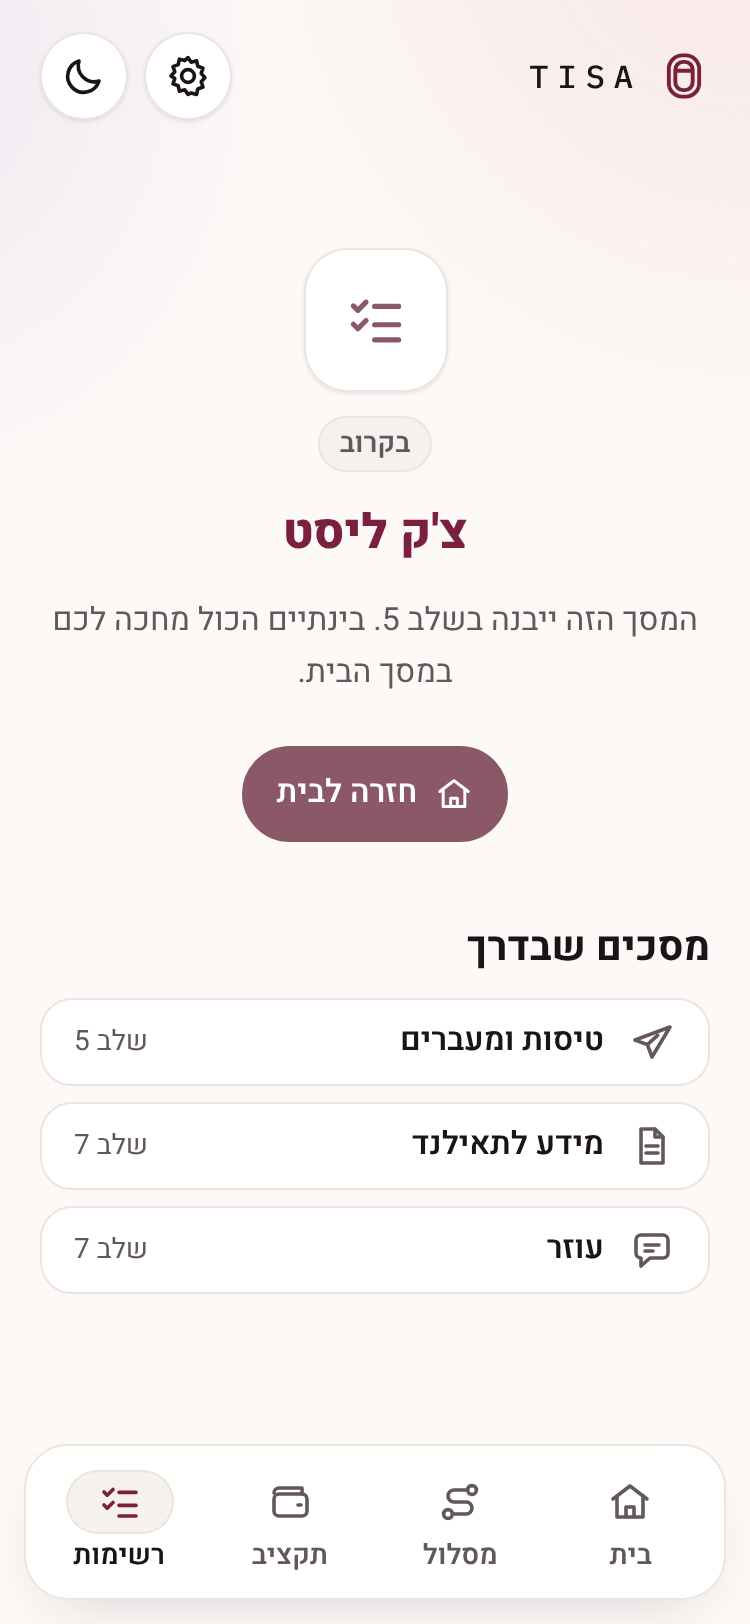 TISA
בקרוב
צ'ק ליסט
המסך הזה ייבנה בשלב 5. בינתיים הכול מחכה לכם
במסך הבית.
חזרה לבית
מסכים שבדרך
טיסות ומעברים שלב 5
מידע לתאילנד שלב 7
עוזר שלב 7
בית מסלול תקציב רשימות